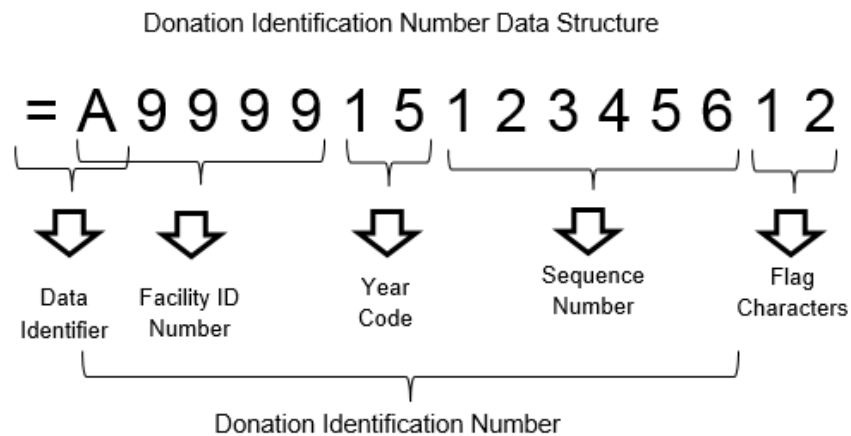 Donation Identification Number Data Structure
= A 9 9 9 9 1 5 1 2 3 4 5 6 1 2
Data
Identifier
Facility ID
Number
Year
Code
Sequence
Number
Flag
Characters
Donation Identification Number